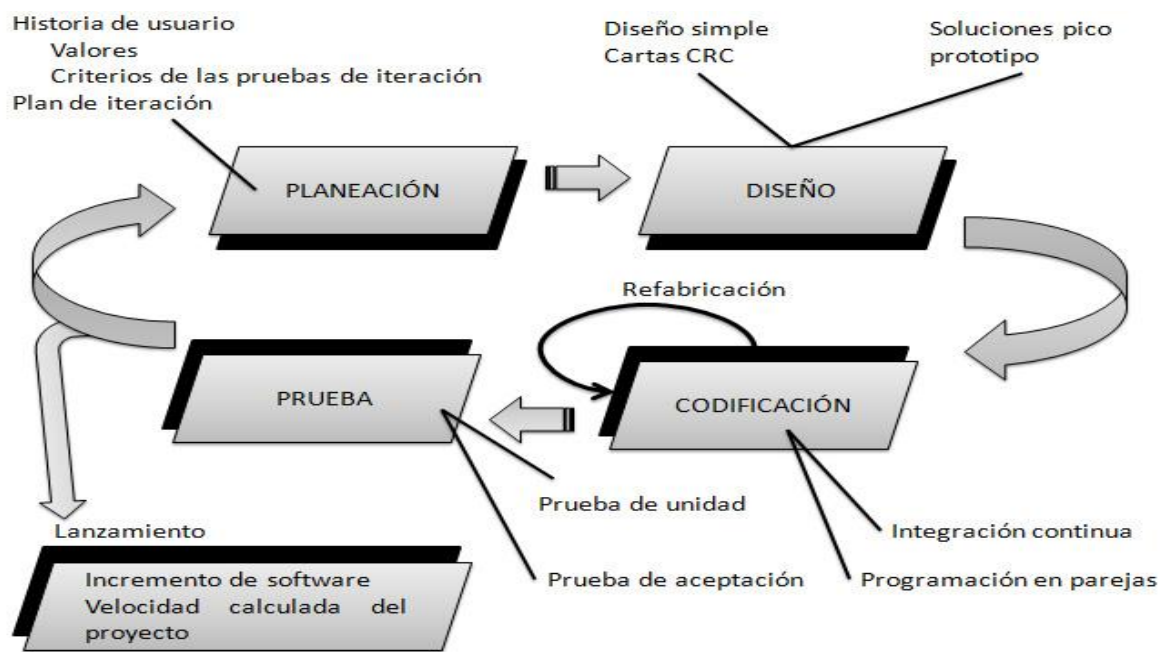 Historia de usuario
Valores
Criterios de las pruebas de iteración
Plan de iteración
Diseño simple
Cartas CRC
Soluciones pico
prototipo
PLANEACIÓN
DISEÑO
Refabricación
PRUEBA
CODIFICACIÓN
Prueba de unidad
Prueba de aceptación
Integración continua
Programación en parejas
Lanzamiento
Incremento de software
Velocidad calculada del
proyecto